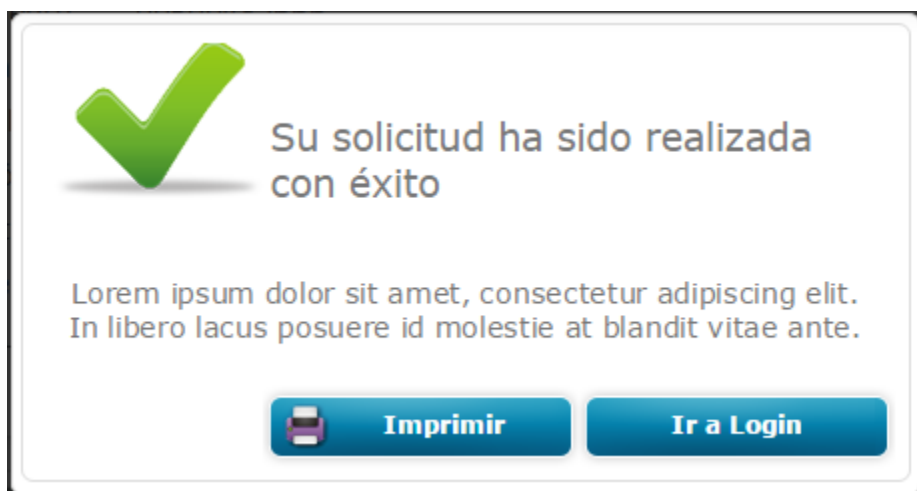 Su solicitud ha sido realizada
con éxito
Lorem ipsum dolor sit amet, consectetur adipiscing elit.
In libero lacus posuere id molestie at blandit vitae ante.
Imprimir
Ir a Login